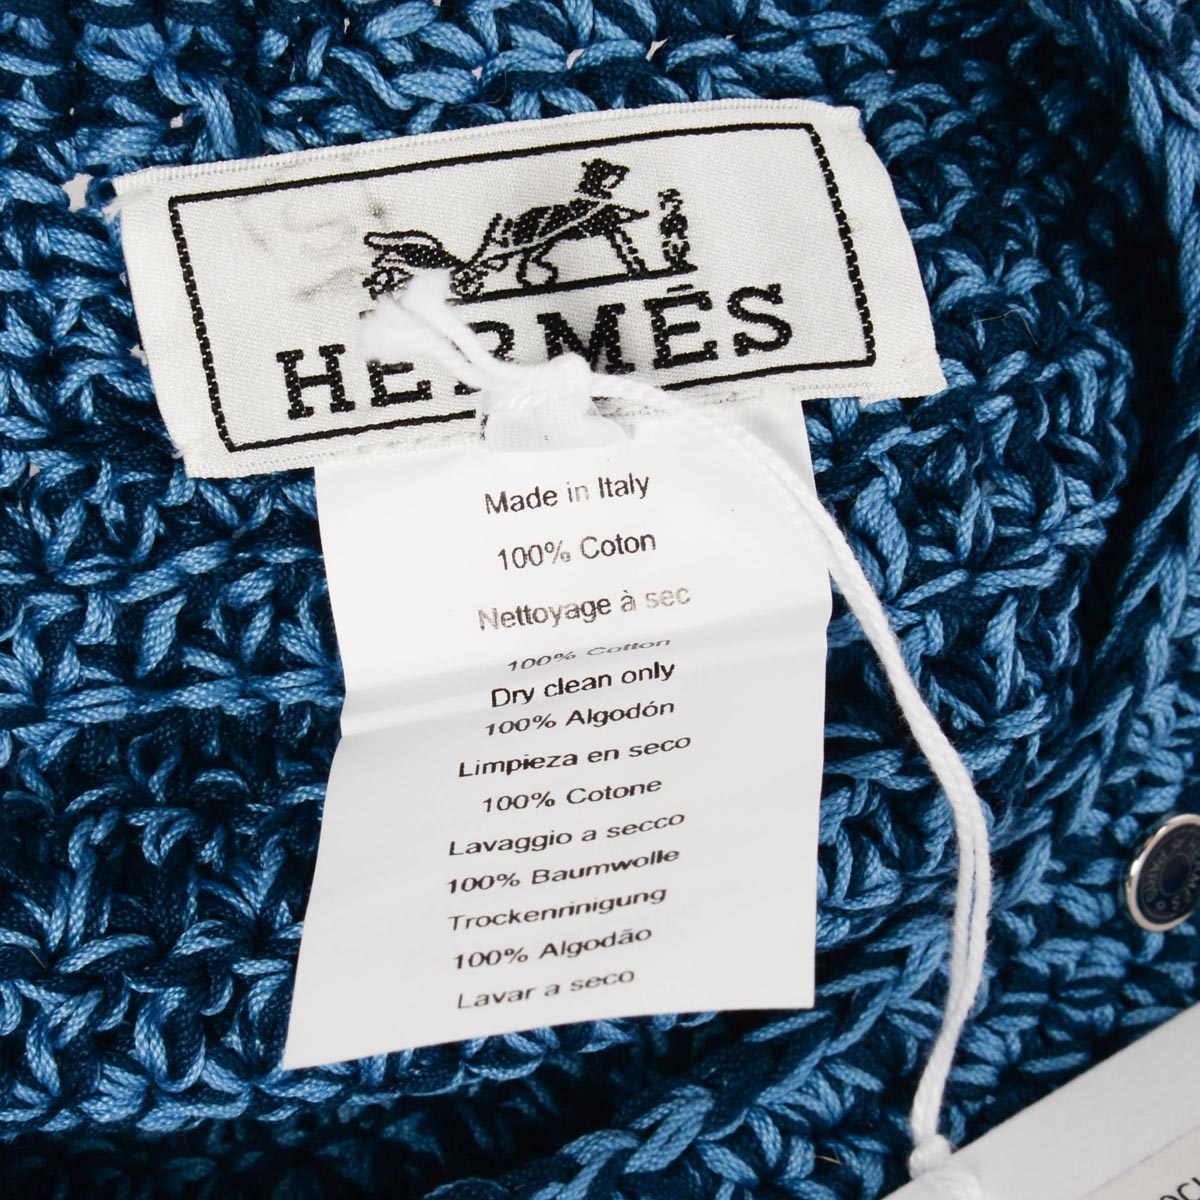 HERMÈS
Made in Italy
100% Coton
Nettoyage à sec
100% Cotton
Dry clean only
100% Algodón
Limpieza en seco
100% Cotone
Lavaggio a secco
100% Baumwolle
Trockenrinigung
100% Algodão
Lavar a seco